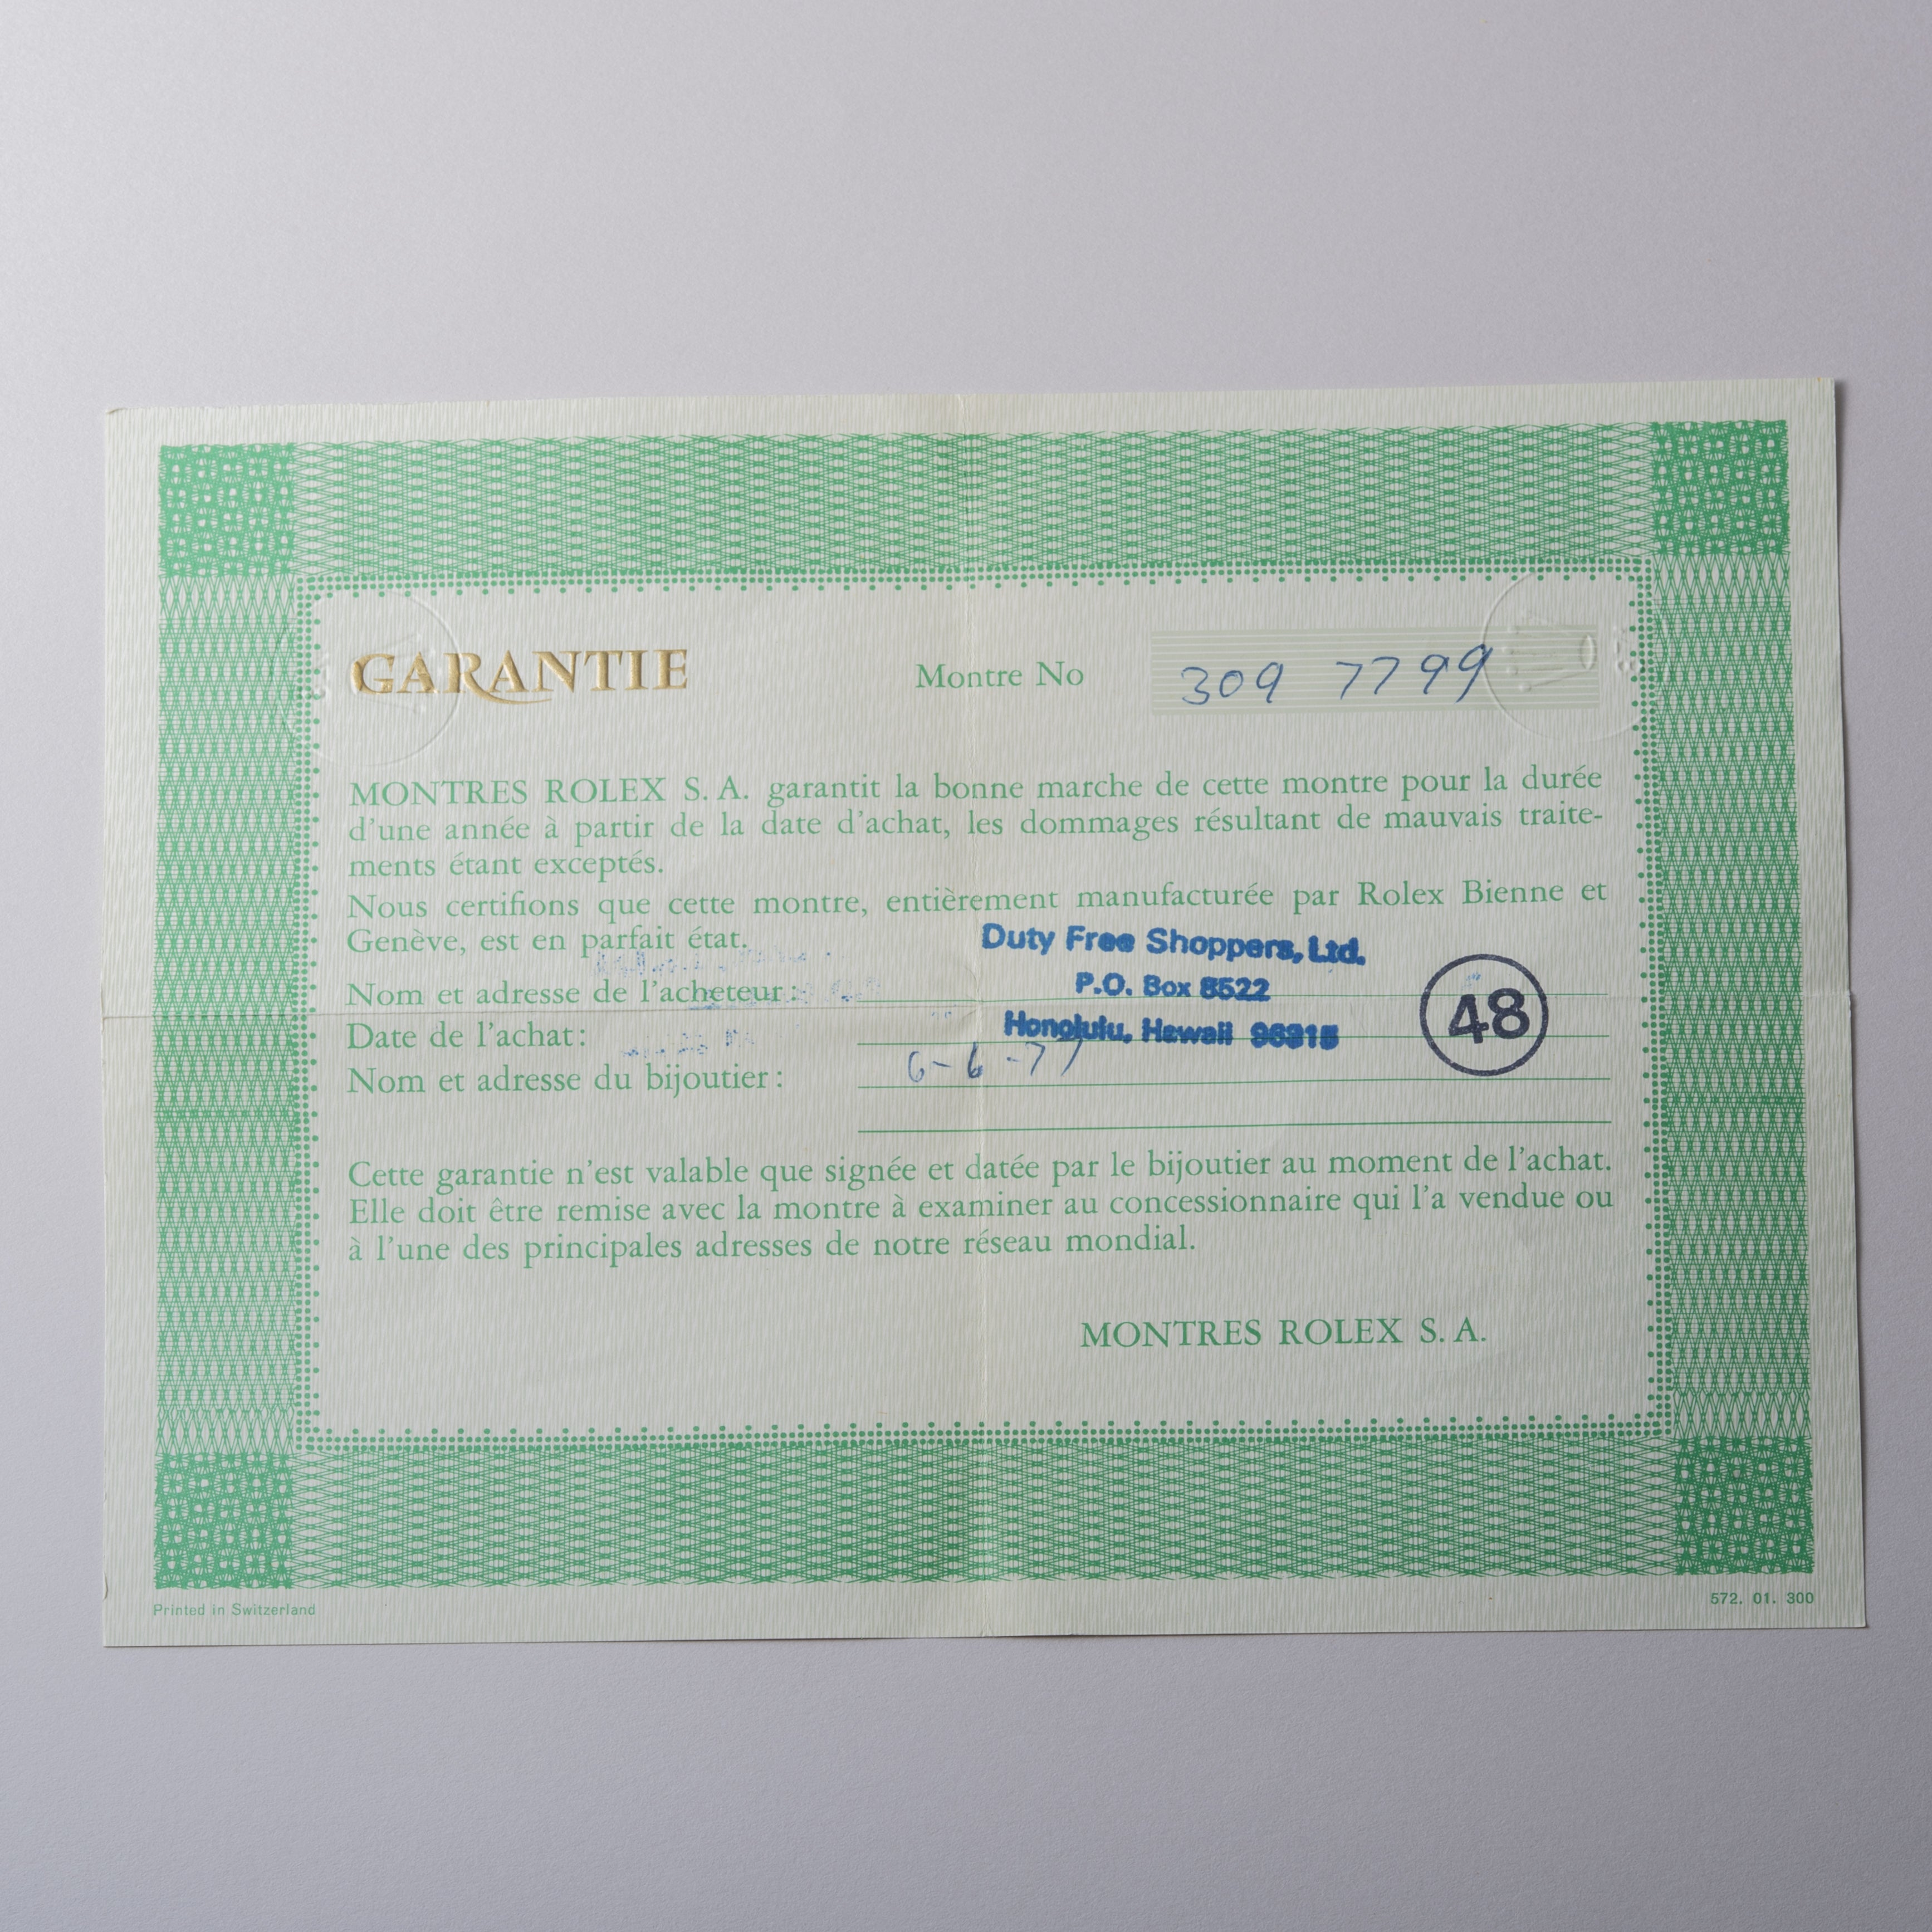 GARANTIE
Montre No 309 7799
MONTRES ROLEX S. A. garantit la bonne marche de cette montre pour la durée
d'une année à partir de la date d'achat, les dommages résultant de mauvais traite-
ments étant exceptés.
Nous certifions que cette montre, entièrement manufacturée par Rolex Bienne et
Genève, est en parfait état.
Duty Free Shoppers, Ltd.
P.O. Box 8522
Nom et adresse de l'acheteur:
48
Honolulu, Hawaii 96815
Date de l'achat:
6-6-77
Nom et adresse du bijoutier:
Cette garantie n'est valable que signée et datée par le bijoutier au moment de l'achat.
Elle doit être remise avec la montre à examiner au concessionnaire qui l'a vendue ou
à l'une des principales adresses de notre réseau mondial.
MONTRES ROLEX S. A.
Printed in Switzerland
572. 01. 300